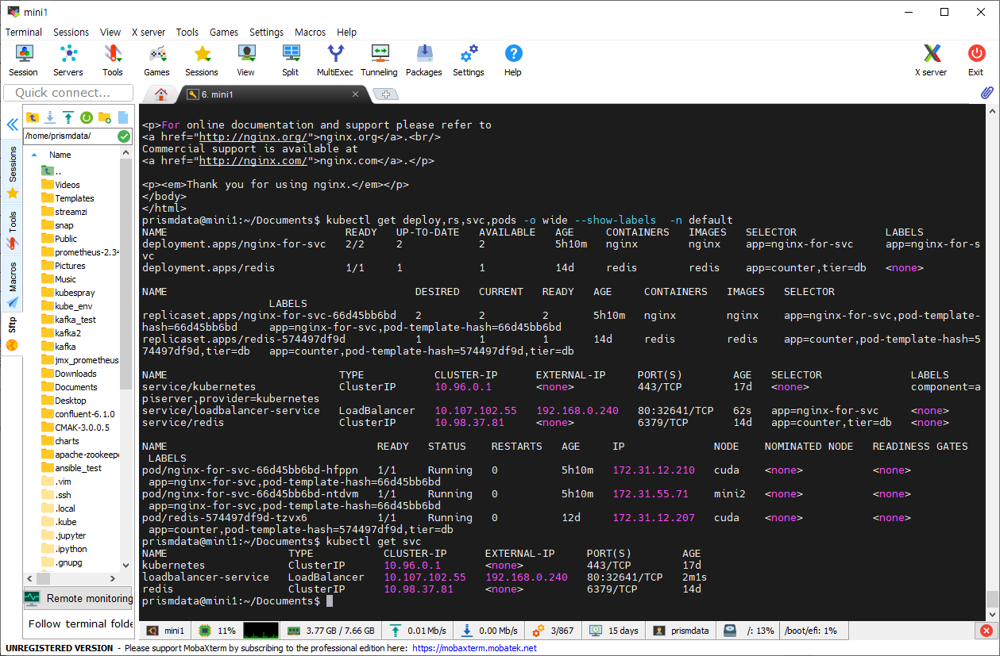 mini1
Terminal Sessions View X server Tools Games Settings Macros Help
Session Servers Tools Games Sessions View Split MultiExec Tunneling Packages Settings Help X server Exit
Quick connect...
6. mini1
/home/prismdata/
Name
..
Videos
Templates
streamzi
snap
Public
prometheus-2.34
Pictures
Music
kubespray
kube_env
kafka_test
kafka2
kafka
jmx_prometheus
Downloads
Documents
Desktop
confluent-6.1.0
CMAK-3.0.0.5
charts
apache-zookeepe
ansible_test
.vim
.ssh
.local
.kube
.jupyter
.ipython
.gnupg
Sessions
Tools
Macros
Sftp
Remote monitoring
Follow terminal folde
<p>For online documentation and support please refer to
<a href="http://nginx.org/">nginx.org</a>.<br/>
Commercial support is available at
<a href="http://nginx.com/">nginx.com</a>.</p>
<p><em>Thank you for using nginx.</em></p>
</body>
</html>
prismdata@mini1:~/Documents$ kubectl get deploy,rs,svc,pods -o wide --show-labels  -n default
NAME                            READY   UP-TO-DATE   AVAILABLE   AGE     CONTAINERS   IMAGES   SELECTOR                LABELS
deployment.apps/nginx-for-svc   2/2     2            2           5h10m   nginx        nginx    app=nginx-for-svc     app=nginx-for-s
vc
deployment.apps/redis           1/1     1            1           14d     redis        redis    app=counter,tier=db   <none>
NAME                                       DESIRED   CURRENT   READY   AGE     CONTAINERS   IMAGES   SELECTOR
LABELS
replicaset.apps/nginx-for-svc-66d45bb6bd   2         2         2       5h10m   nginx        nginx    app=nginx-for-svc,pod-template-
hash=66d45bb6bd     app=nginx-for-svc,pod-template-hash=66d45bb6bd
replicaset.apps/redis-574497df9d           1         1         1       14d     redis        redis    app=counter,pod-template-hash=5
74497df9d,tier=db   app=counter,pod-template-hash=574497df9d,tier=db
NAME                           TYPE           CLUSTER-IP      EXTERNAL-IP     PORT(S)        AGE   SELECTOR              LABELS
service/kubernetes             ClusterIP      10.96.0.1       <none>          443/TCP        17d   <none>                component=a
piserver,provider=kubernetes
service/loadbalancer-service   LoadBalancer   10.107.102.55   192.168.0.240   80:32641/TCP   62s   app=nginx-for-svc     <none>
service/redis                  ClusterIP      10.98.37.81     <none>          6379/TCP       14d   app=counter,tier=db   <none>
NAME                                 READY   STATUS    RESTARTS   AGE     IP              NODE    NOMINATED NODE   READINESS GATES
LABELS
pod/nginx-for-svc-66d45bb6bd-hfppn   1/1     Running   0          5h10m   172.31.12.210   cuda    <none>           <none>
app=nginx-for-svc,pod-template-hash=66d45bb6bd
pod/nginx-for-svc-66d45bb6bd-ntdvm   1/1     Running   0          5h10m   172.31.55.71    mini2   <none>           <none>
app=nginx-for-svc,pod-template-hash=66d45bb6bd
pod/redis-574497df9d-tzvx6           1/1     Running   0          12d     172.31.12.207   cuda    <none>           <none>
app=counter,pod-template-hash=574497df9d,tier=db
prismdata@mini1:~/Documents$ kubectl get svc
NAME                   TYPE           CLUSTER-IP      EXTERNAL-IP     PORT(S)        AGE
kubernetes             ClusterIP      10.96.0.1       <none>          443/TCP        17d
loadbalancer-service   LoadBalancer   10.107.102.55   192.168.0.240   80:32641/TCP   2m1s
redis                  ClusterIP      10.98.37.81     <none>          6379/TCP       14d
prismdata@mini1:~/Documents$
mini1 11% 3.77 GB / 7.66 GB 0.01 Mb/s 0.00 Mb/s 3/867 15 days prismdata /: 13% /boot/efi: 1%
UNREGISTERED VERSION - Please support MobaXterm by subscribing to the professional edition here: https://mobaxterm.mobatek.net